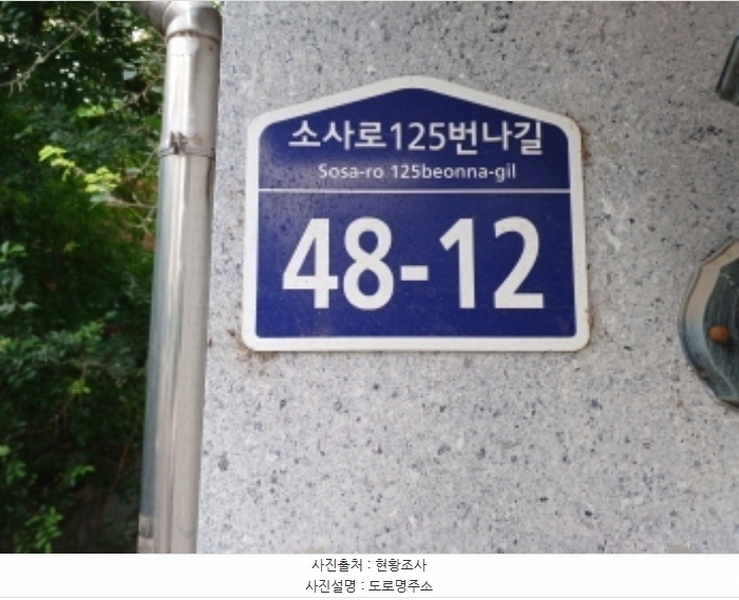 소사로125번나길
Sosa-ro 125beonna-gil
48-12
사진출처 : 현황조사
사진설명 : 도로명주소